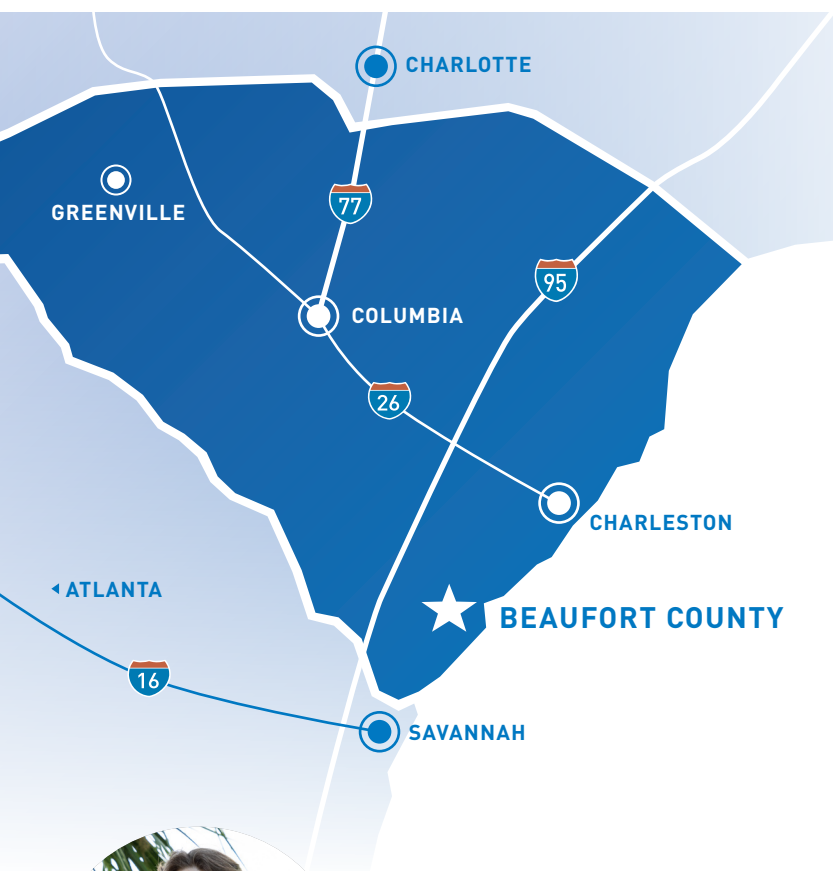 CHARLOTTE
77
GREENVILLE
95
COLUMBIA
26
CHARLESTON
ATLANTA
BEAUFORT COUNTY
16
SAVANNAH